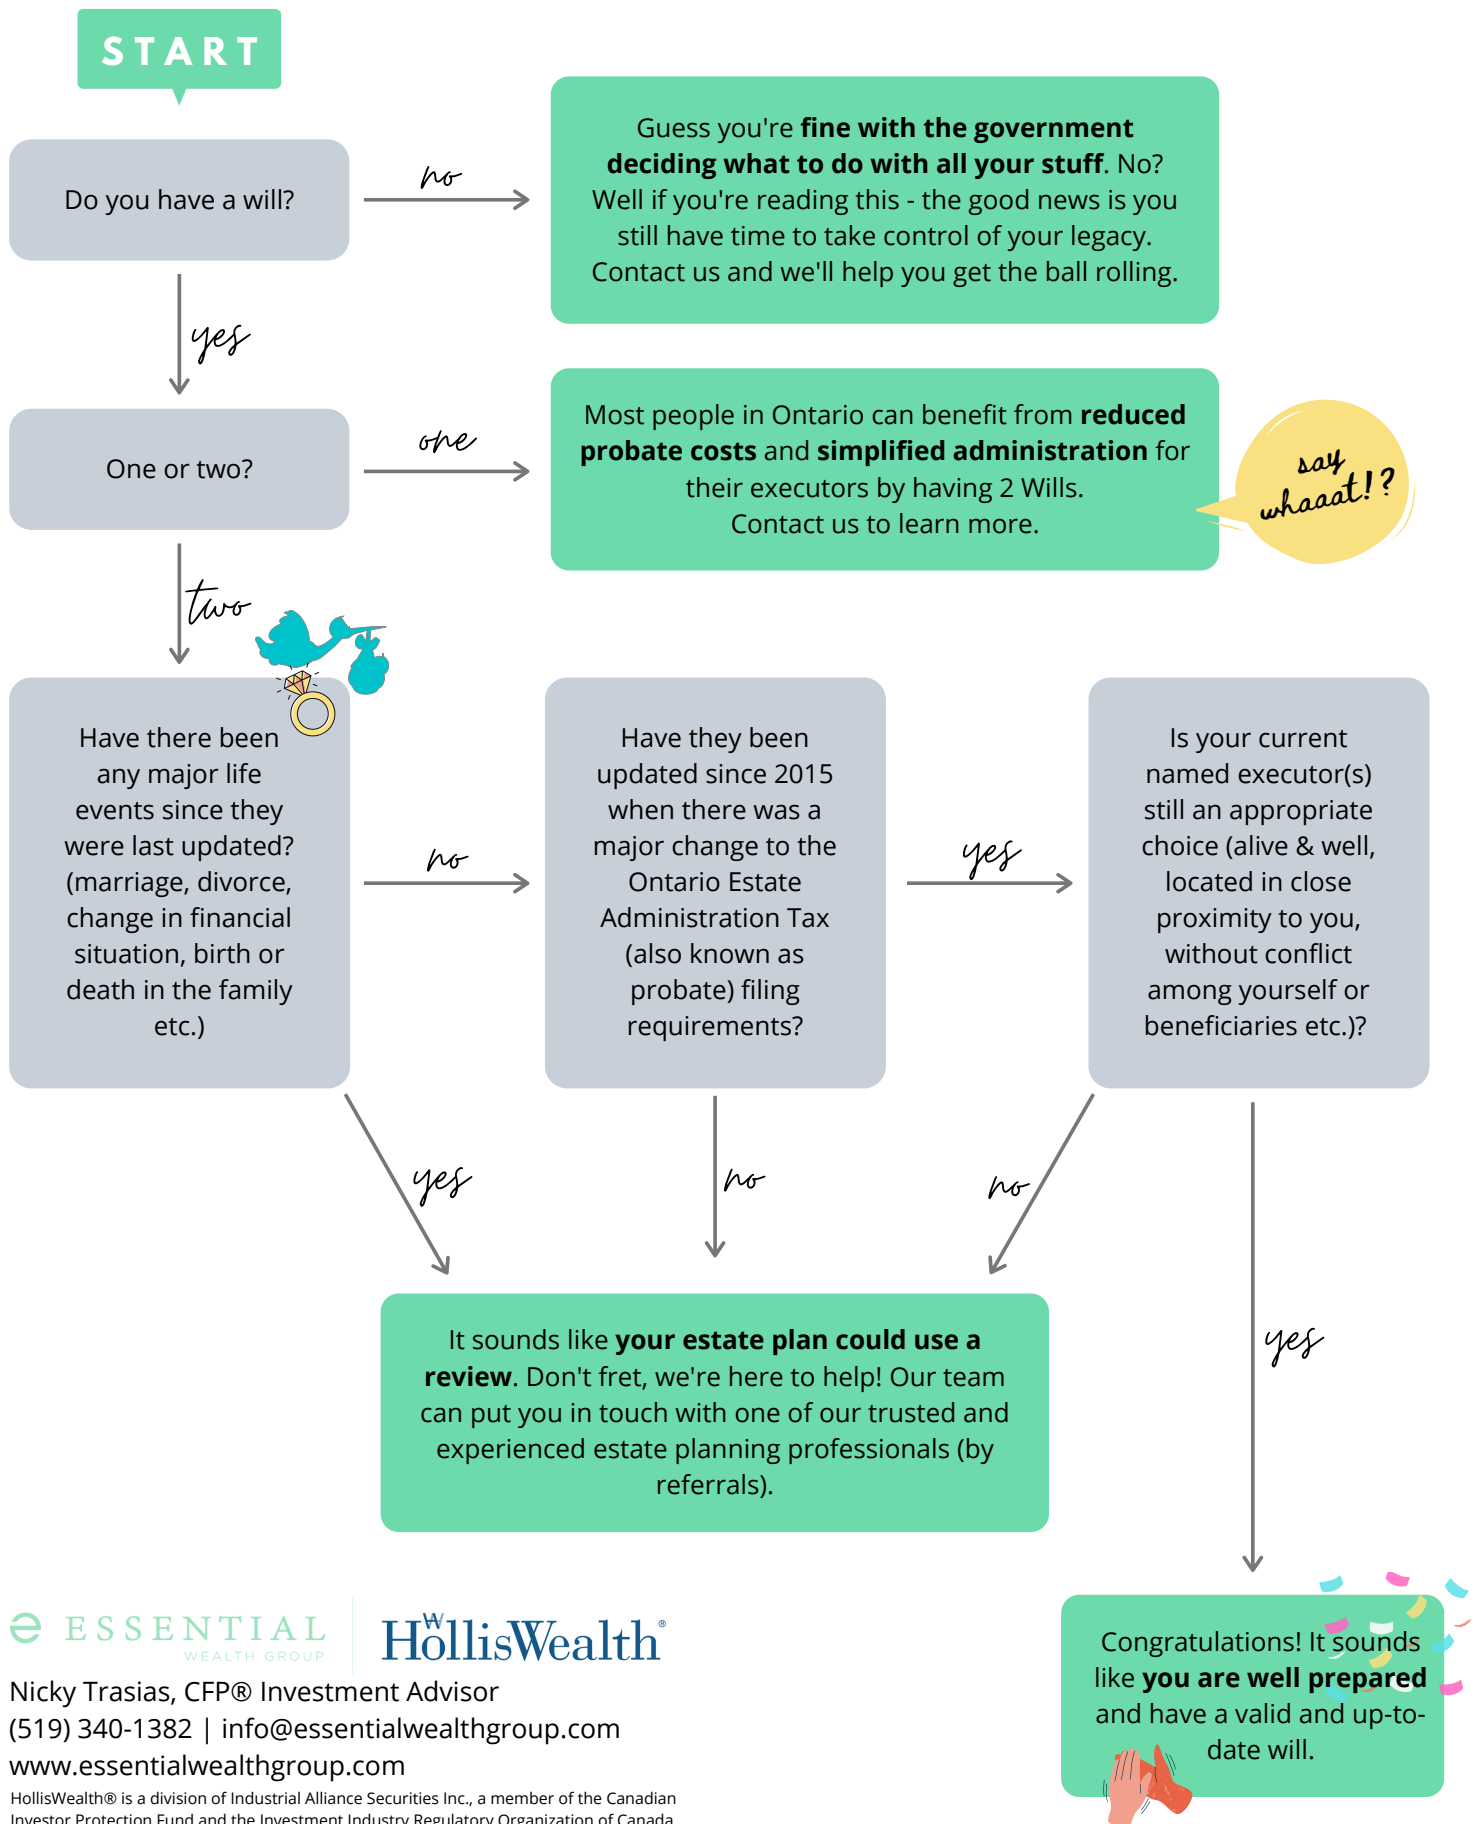 START
Do you have a will?
no
Guess you're fine with the government
deciding what to do with all your stuff. No?
Well if you're reading this - the good news is you
still have time to take control of your legacy.
Contact us and we'll help you get the ball rolling.
yes
One or two?
one
Most people in Ontario can benefit from reduced
probate costs and simplified administration for
their executors by having 2 Wills.
Contact us to learn more.
say
whaaat!?
two
Have there been
any major life
events since they
were last updated?
(marriage, divorce,
change in financial
situation, birth or
death in the family
etc.)
no
Have they been
updated since 2015
when there was a
major change to the
Ontario Estate
Administration Tax
(also known as
probate) filing
requirements?
yes
Is your current
named executor(s)
still an appropriate
choice (alive & well,
located in close
proximity to you,
without conflict
among yourself or
beneficiaries etc.)?
yes
no
no
yes
It sounds like your estate plan could use a
review. Don't fret, we're here to help! Our team
can put you in touch with one of our trusted and
experienced estate planning professionals (by
referrals).
Congratulations! It sounds
like you are well prepared
and have a valid and up-to-
date will.
e ESSENTIAL
WEALTH GROUP
HollisWealth®
Nicky Trasias, CFP® Investment Advisor
(519) 340-1382 | info@essentialwealthgroup.com
www.essentialwealthgroup.com
HollisWealth® is a division of Industrial Alliance Securities Inc., a member of the Canadian
Investor Protection Fund and the Investment Industry Regulatory Organization of Canada.